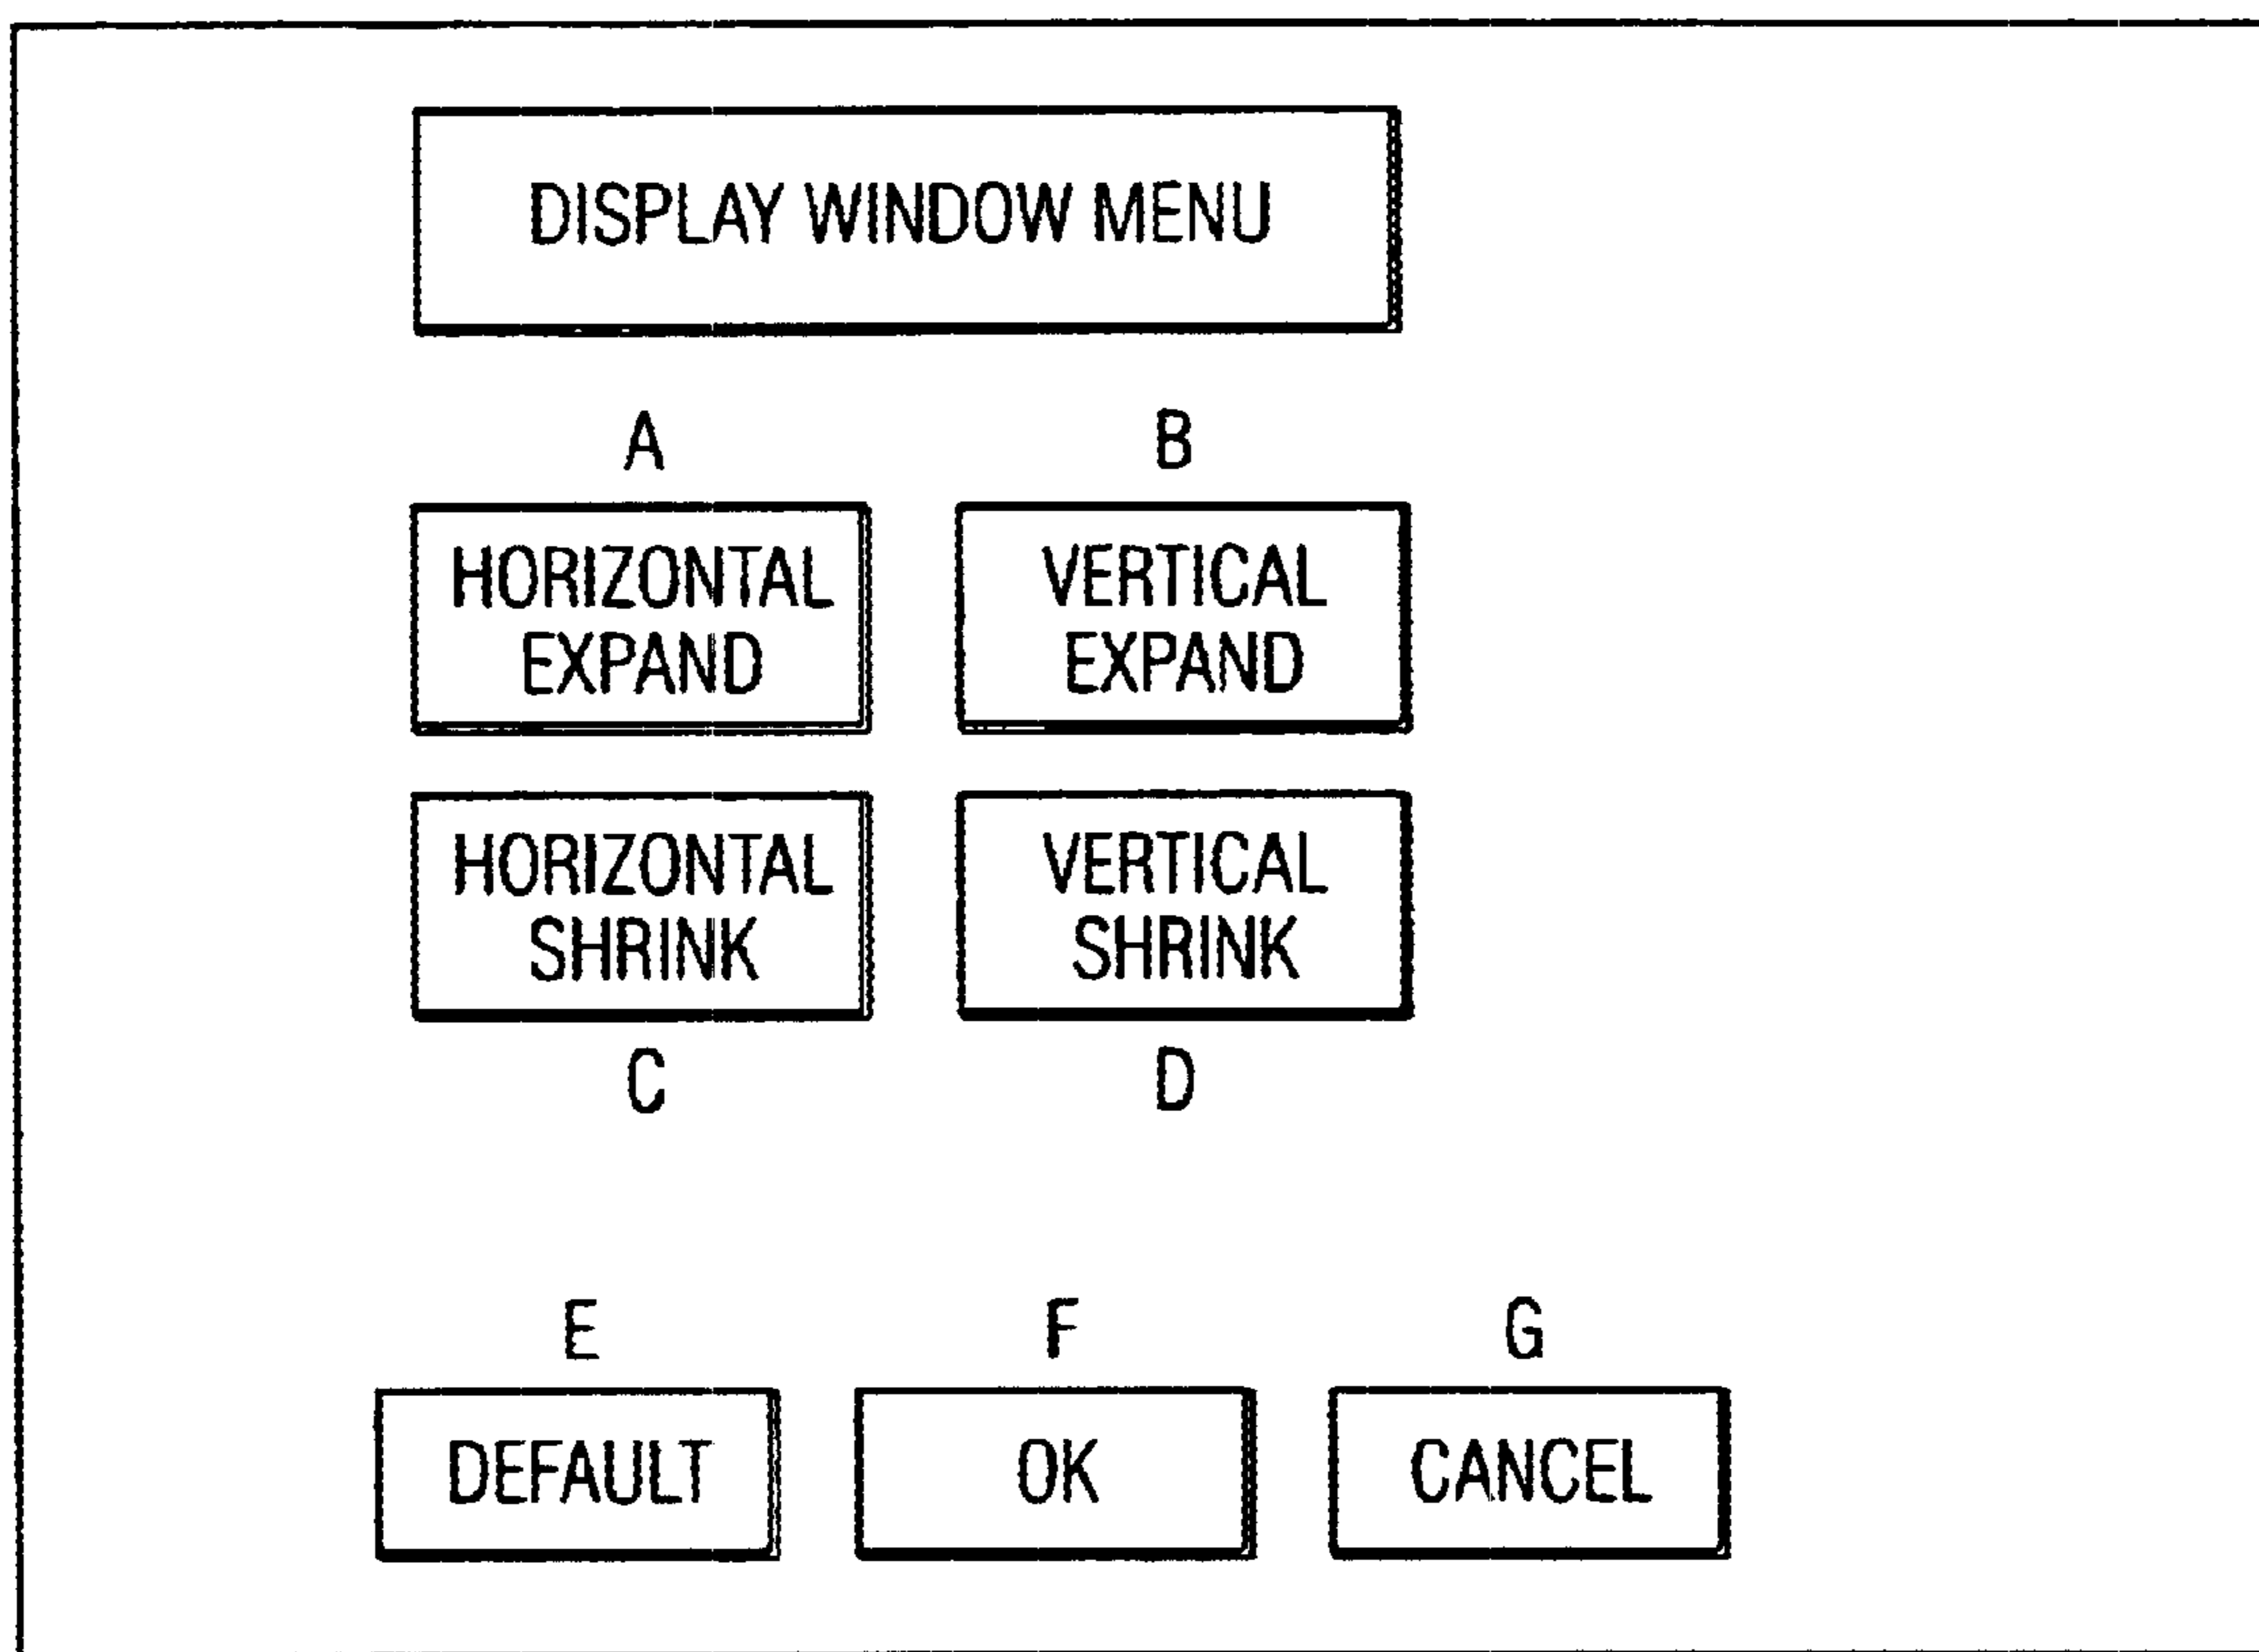 DISPLAY WINDOW MENU
A
B
HORIZONTAL
EXPAND
VERTICAL
EXPAND
HORIZONTAL
SHRINK
VERTICAL
SHRINK
C
D
E
F
G
DEFAULT
OK
CANCEL